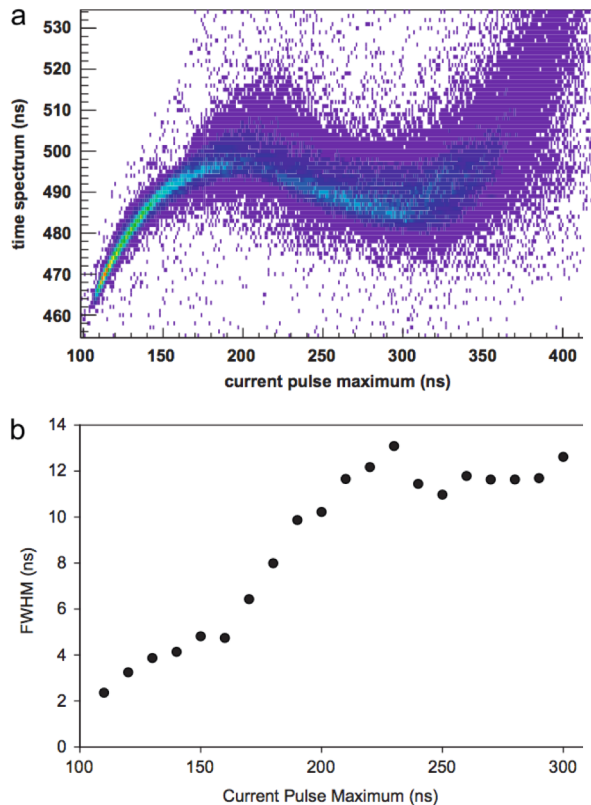 a
530
520
510
500
490
480
470
460
time spectrum (ns)
100 150 200 250 300 350 400
current pulse maximum (ns)
b
14
12
10
8
6
4
2
0
FWHM (ns)
100 150 200 250 300
Current Pulse Maximum (ns)